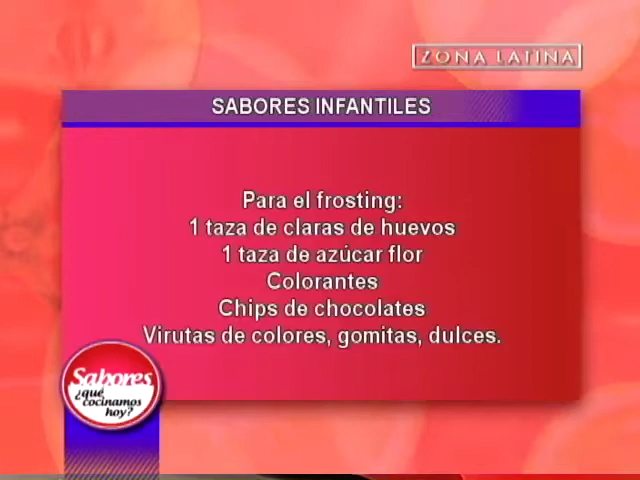 ZONA LATINA
SABORES INFANTILES
Para el frosting:
1 taza de claras de huevos
1 taza de azúcar flor
Colorantes
Chips de chocolates
Virutas de colores, gomitas, dulces.
Sabores
¿qué
cocinamos
hoy?